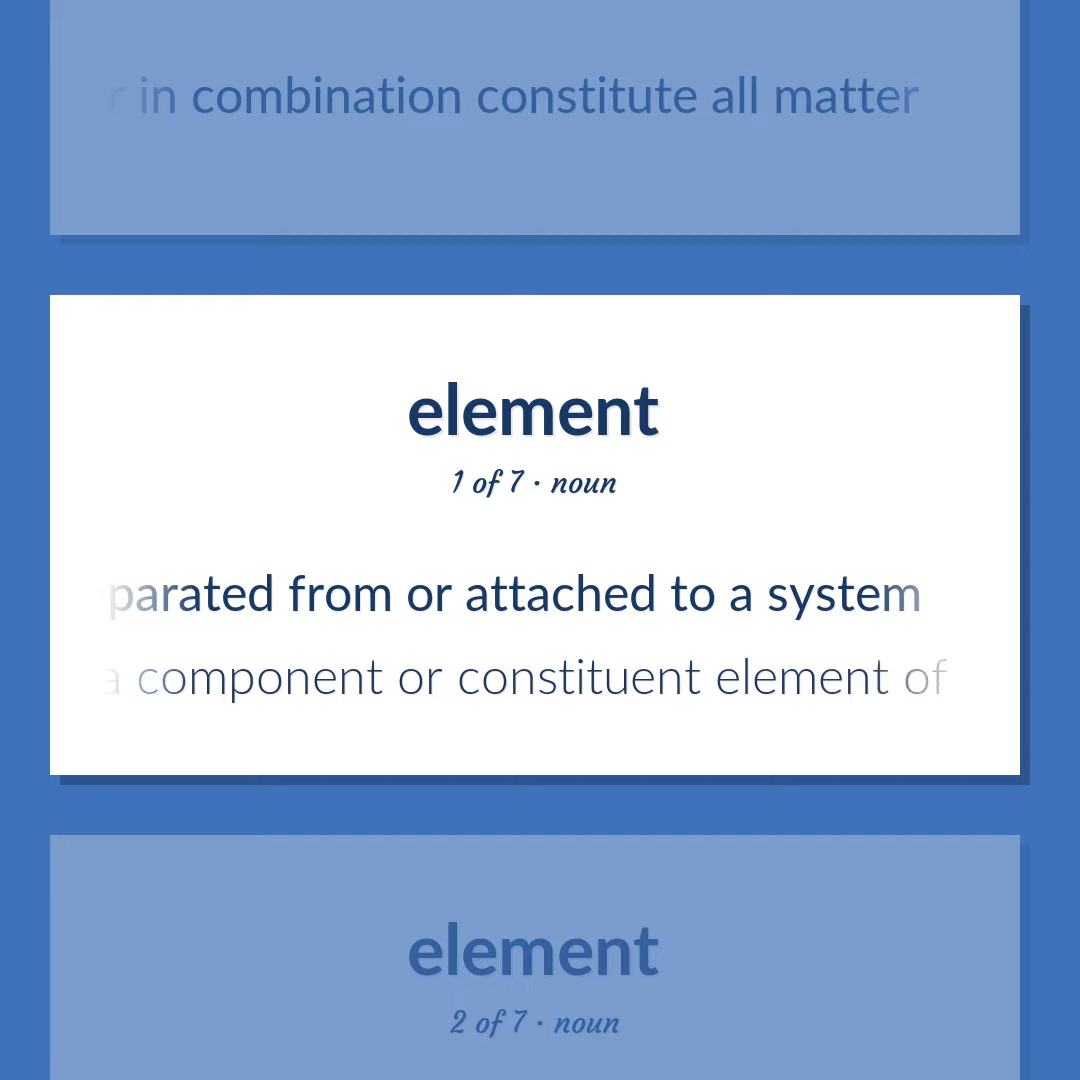 in combination constitute all matter
element
1 of 7 · noun
parated from or attached to a system
a component or constituent element of
element
2 of 7 · noun